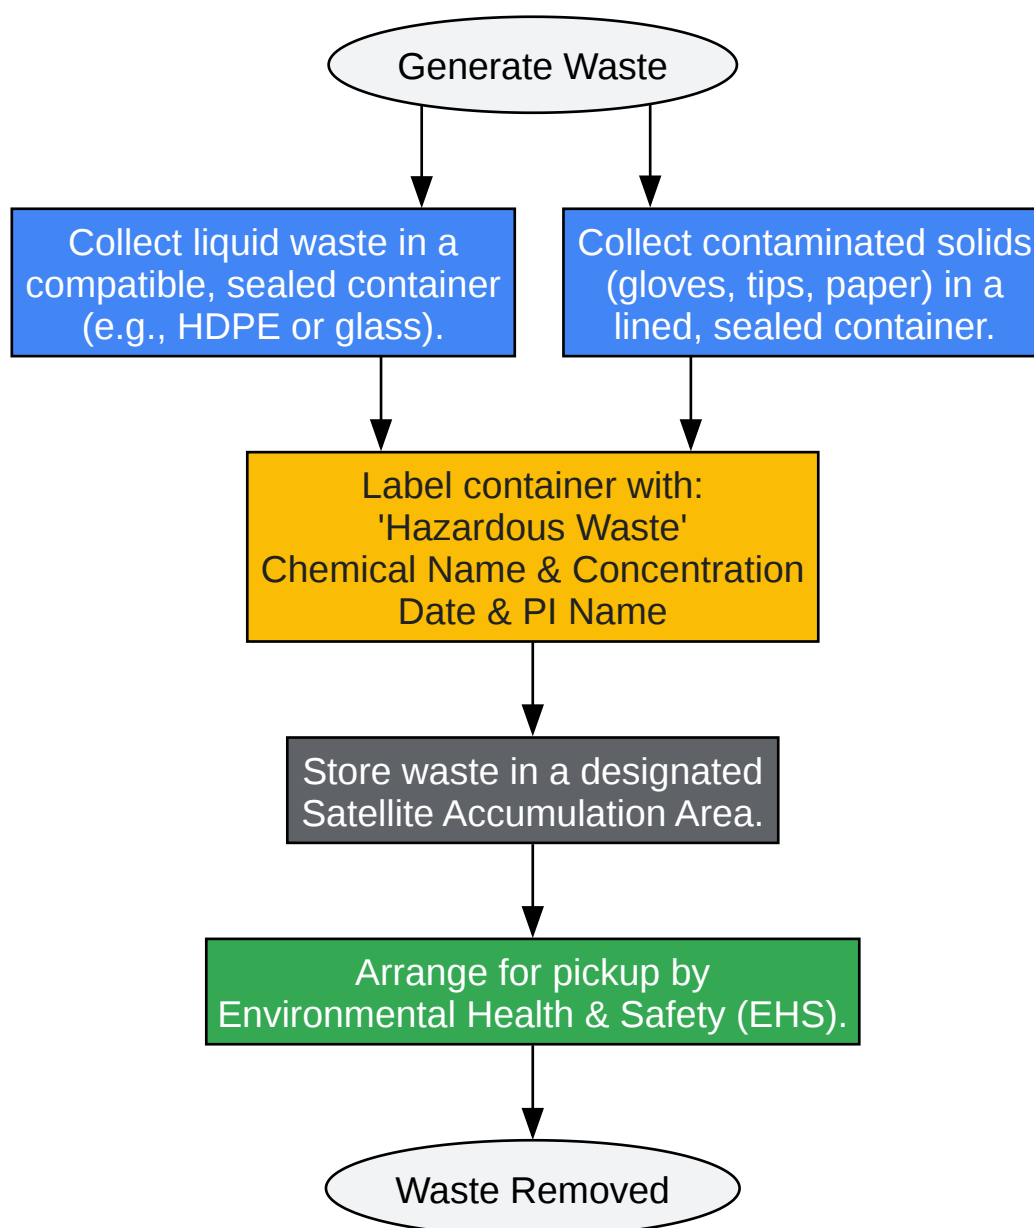 Generate Waste
Collect liquid waste in a
compatible, sealed container
(e.g., HDPE or glass).
Collect contaminated solids
(gloves, tips, paper) in a
lined, sealed container.
Label container with:
'Hazardous Waste'
Chemical Name & Concentration
Date & PI Name
Store waste in a designated
Satellite Accumulation Area.
Arrange for pickup by
Environmental Health & Safety (EHS).
Waste Removed